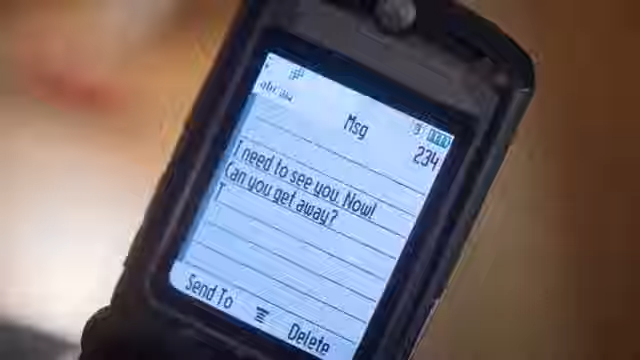 Msg
234
I need to see you. Now!
Can you get away?
Send To
Delete